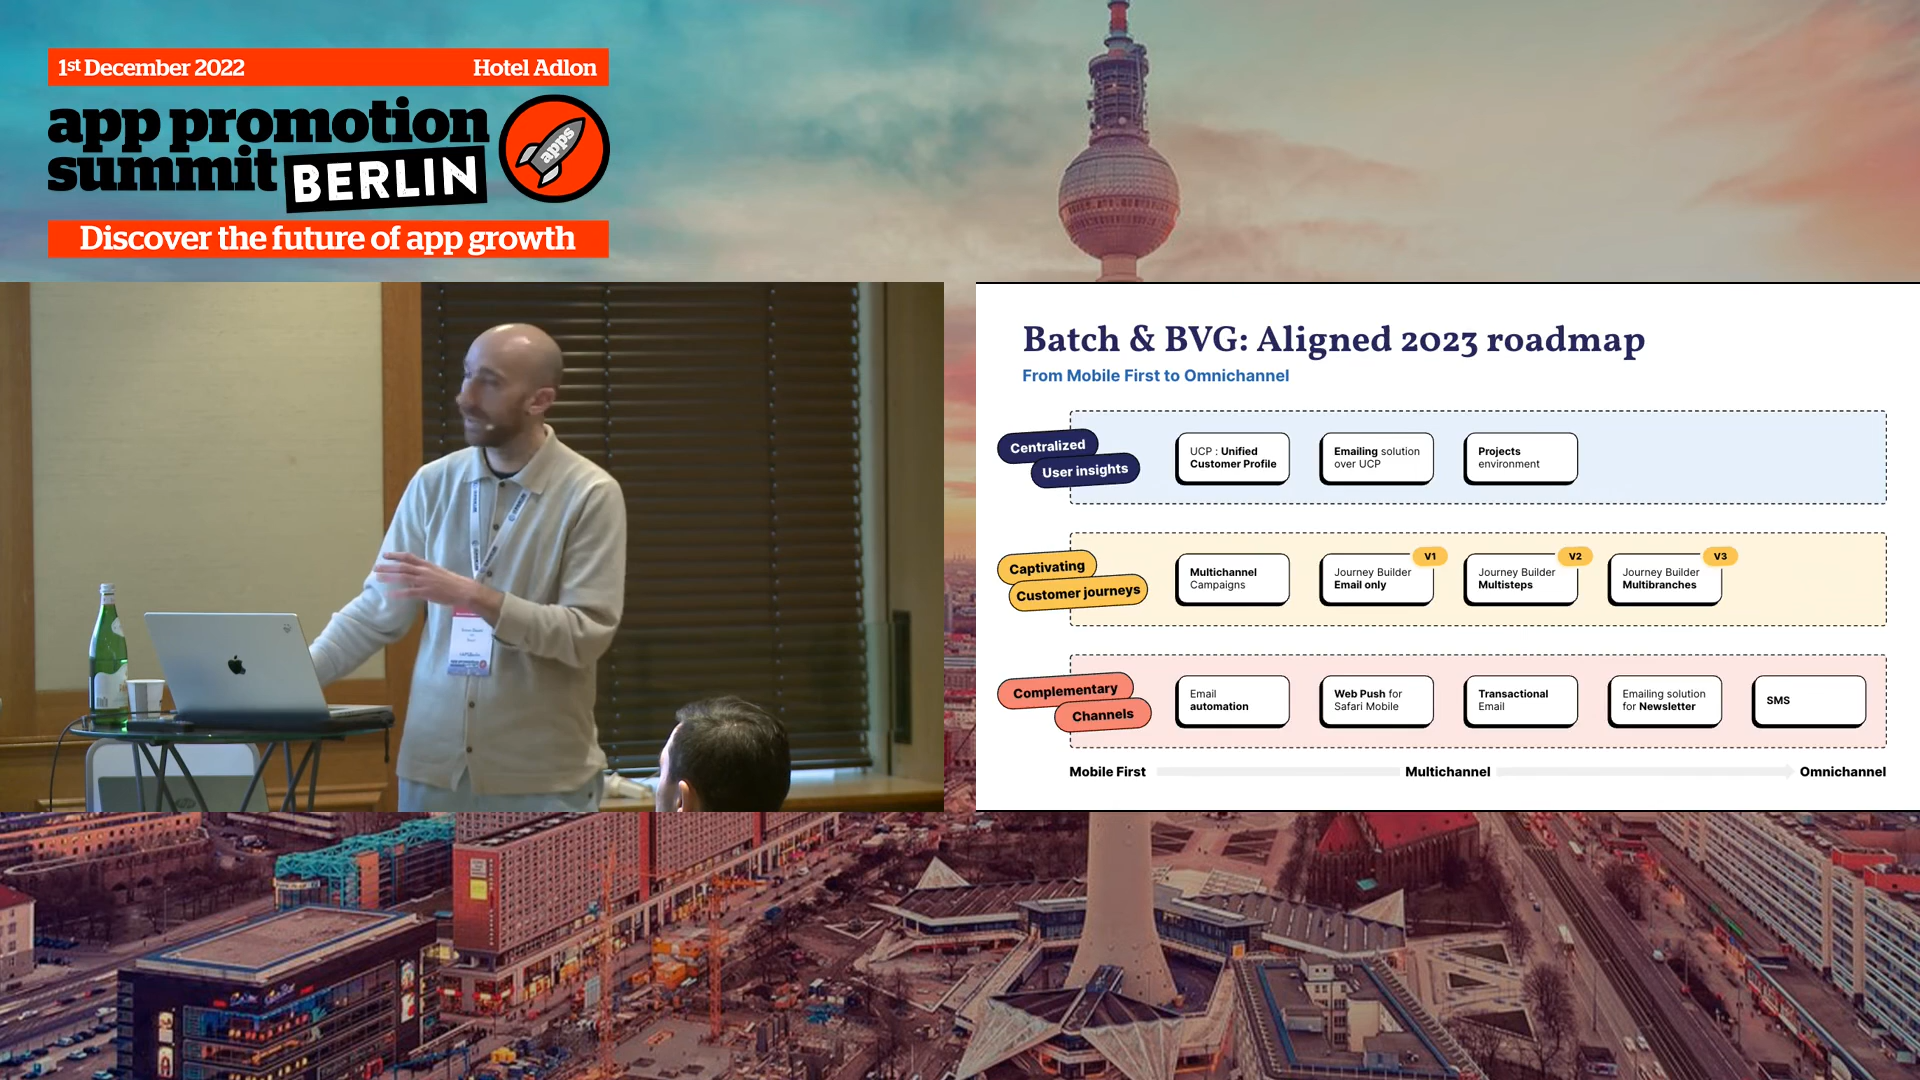 1st December 2022
Hotel Adlon
app promotion
summit BERLIN
apps
Discover the future of app growth
Batch & BVG: Aligned 2023 roadmap
From Mobile First to Omnichannel
Centralized
User insights
UCP : Unified
Customer Profile
Emailing solution
over UCP
Projects
environment
Captivating
Customer journeys
Multichannel
Campaigns
V1
Journey Builder
Email only
V2
Journey Builder
Multisteps
V3
Journey Builder
Multibranches
Complementary
Channels
Email
automation
Web Push for
Safari Mobile
Transactional
Email
Emailing solution
for Newsletter
SMS
Mobile First
Multichannel
Omnichannel